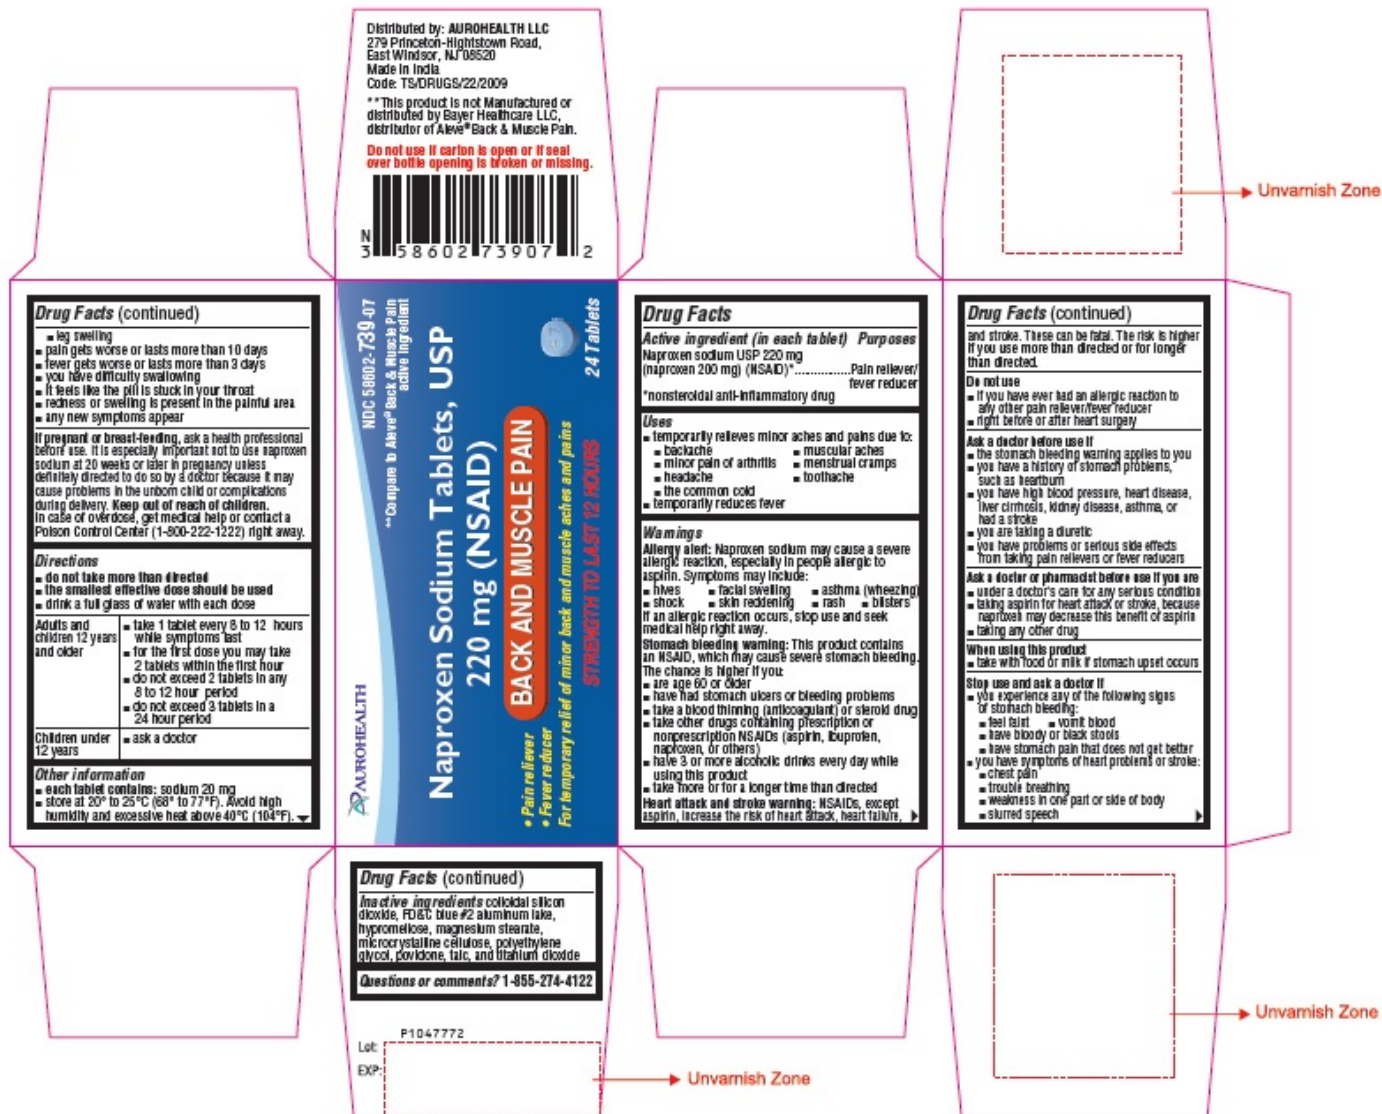 Distributed by: AUROHEALTH LLC
279 Princeton-Hightstown Road,
East Windsor, NJ 08520
Made in India
Code: TS/DRUGS/22/2009
**This product is not Manufactured or
distributed by Bayer Healthcare LLC,
distributor of Aleve® Back & Muscle Pain.
Do not use if carton is open or if seal
over bottle opening is broken or missing.
N
3 58602 73907 2
Unvarnish Zone
NDC 58602-739-07
**Compare to Aleve® Back & Muscle Pain
active ingredient
Naproxen Sodium Tablets, USP
220 mg (NSAID)
BACK AND MUSCLE PAIN
• Pain reliever
• Fever reducer
For temporary relief of minor back and muscle aches and pains
STRENGTH TO LAST 12 HOURS
24 Tablets
AUROHEALTH
Drug Facts
Active ingredient (in each tablet) Purposes
Naproxen sodium USP 220 mg
(naproxen 200 mg) (NSAID)*................Pain reliever/
fever reducer
*nonsteroidal anti-inflammatory drug
Uses
▪ temporarily relieves minor aches and pains due to:
▪ backache ▪ muscular aches
▪ minor pain of arthritis ▪ menstrual cramps
▪ headache ▪ toothache
▪ the common cold
▪ temporarily reduces fever
Warnings
Allergy alert: Naproxen sodium may cause a severe
allergic reaction, especially in people allergic to
aspirin. Symptoms may include:
▪ hives ▪ facial swelling ▪ asthma (wheezing)
▪ shock ▪ skin reddening ▪ rash ▪ blisters
If an allergic reaction occurs, stop use and seek
medical help right away.
Stomach bleeding warning: This product contains
an NSAID, which may cause severe stomach bleeding.
The chance is higher if you:
▪ are age 60 or older
▪ have had stomach ulcers or bleeding problems
▪ take a blood thinning (anticoagulant) or steroid drug
▪ take other drugs containing prescription or
nonprescription NSAIDs (aspirin, ibuprofen,
naproxen, or others)
▪ have 3 or more alcoholic drinks every day while
using this product
▪ take more or for a longer time than directed
Heart attack and stroke warning: NSAIDs, except
aspirin, increase the risk of heart attack, heart failure,
Drug Facts (continued)
and stroke. These can be fatal. The risk is higher
if you use more than directed or for longer
than directed.
Do not use
▪ if you have ever had an allergic reaction to
any other pain reliever/fever reducer
▪ right before or after heart surgery
Ask a doctor before use if
▪ the stomach bleeding warning applies to you
▪ you have a history of stomach problems,
such as heartburn
▪ you have high blood pressure, heart disease,
liver cirrhosis, kidney disease, asthma, or
had a stroke
▪ you are taking a diuretic
▪ you have problems or serious side effects
from taking pain relievers or fever reducers
Ask a doctor or pharmacist before use if you are
▪ under a doctor's care for any serious condition
▪ taking aspirin for heart attack or stroke, because
naproxen may decrease this benefit of aspirin
▪ taking any other drug
When using this product
▪ take with food or milk if stomach upset occurs
Stop use and ask a doctor if
▪ you experience any of the following signs
of stomach bleeding:
▪ feel faint ▪ vomit blood
▪ have bloody or black stools
▪ have stomach pain that does not get better
▪ you have symptoms of heart problems or stroke:
▪ chest pain
▪ trouble breathing
▪ weakness in one part or side of body
▪ slurred speech
Drug Facts (continued)
▪ leg swelling
▪ pain gets worse or lasts more than 10 days
▪ fever gets worse or lasts more than 3 days
▪ you have difficulty swallowing
▪ it feels like the pill is stuck in your throat
▪ redness or swelling is present in the painful area
▪ any new symptoms appear
If pregnant or breast-feeding, ask a health professional
before use. It is especially important not to use naproxen
sodium at 20 weeks or later in pregnancy unless
definitely directed to do so by a doctor because it may
cause problems in the unborn child or complications
during delivery. Keep out of reach of children.
In case of overdose, get medical help or contact a
Poison Control Center (1-800-222-1222) right away.
Directions
▪ do not take more than directed
▪ the smallest effective dose should be used
▪ drink a full glass of water with each dose
Adults and
children 12 years
and older
▪ take 1 tablet every 8 to 12 hours
while symptoms last
▪ for the first dose you may take
2 tablets within the first hour
▪ do not exceed 2 tablets in any
8 to 12 hour period
▪ do not exceed 3 tablets in a
24 hour period
Children under
12 years
▪ ask a doctor
Other information
▪ each tablet contains: sodium 20 mg
▪ store at 20° to 25°C (68° to 77°F). Avoid high
humidity and excessive heat above 40°C (104°F).
Drug Facts (continued)
Inactive ingredients colloidal silicon
dioxide, FD&C blue #2 aluminum lake,
hypromellose, magnesium stearate,
microcrystalline cellulose, polyethylene
glycol, povidone, talc, and titanium dioxide
Questions or comments? 1-855-274-4122
P1047772
Lot:
EXP:
Unvarnish Zone
Unvarnish Zone